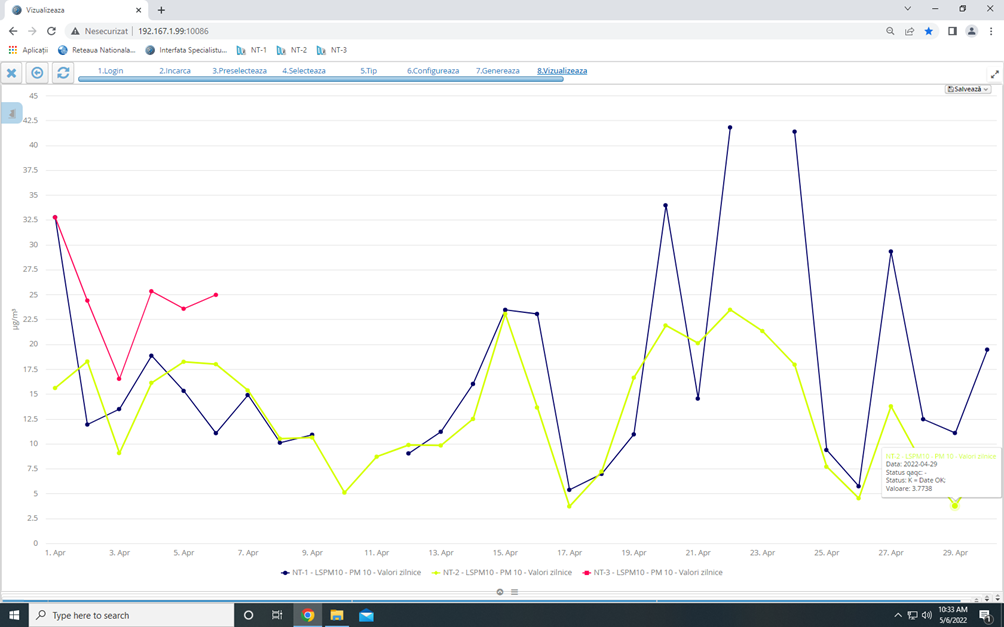 Vizualizeaza
Nesecurizat | 192.167.1.99:10086
Aplicații Reteaua Nationala... Interfata Specialistu... NT-1 NT-2 NT-3
1.Login 2.Incarca 3.Preselecteaza 4.Selecteaza 5.Tip 6.Configureaza 7.Genereaza 8.Vizualizeaza
Salvează
45
42.5
40
37.5
35
32.5
30
27.5
25
22.5
20
17.5
15
12.5
10
7.5
5
2.5
0
µg/m³
NT-2 - LSPM10 - PM 10 - Valori zilnice
Data: 2022-04-29
Status qaqc: -
Status: K = Date OK;
Valoare: 3.7738
1. Apr 3. Apr 5. Apr 7. Apr 9. Apr 11. Apr 13. Apr 15. Apr 17. Apr 19. Apr 21. Apr 23. Apr 25. Apr 27. Apr 29. Apr
NT-1 - LSPM10 - PM 10 - Valori zilnice NT-2 - LSPM10 - PM 10 - Valori zilnice NT-3 - LSPM10 - PM 10 - Valori zilnice
Type here to search
10:33 AM
5/6/2022
1